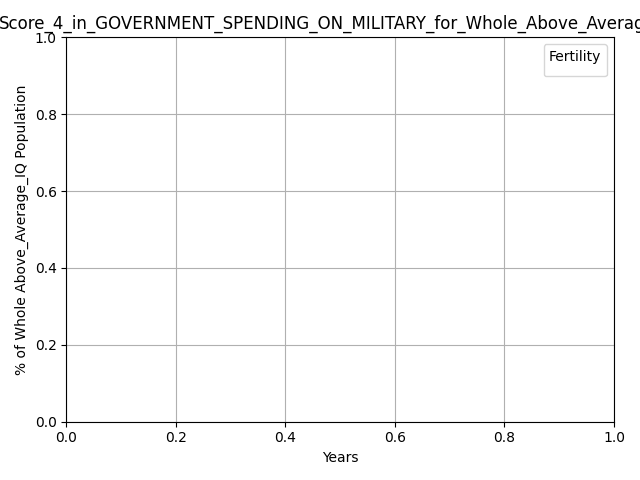 Score_4_in_GOVERNMENT_SPENDING_ON_MILITARY_for_Whole_Above_Averag
Fertility
% of Whole Above_Average_IQ Population
1.0
0.8
0.6
0.4
0.2
0.0
0.0 0.2 0.4 0.6 0.8 1.0
Years